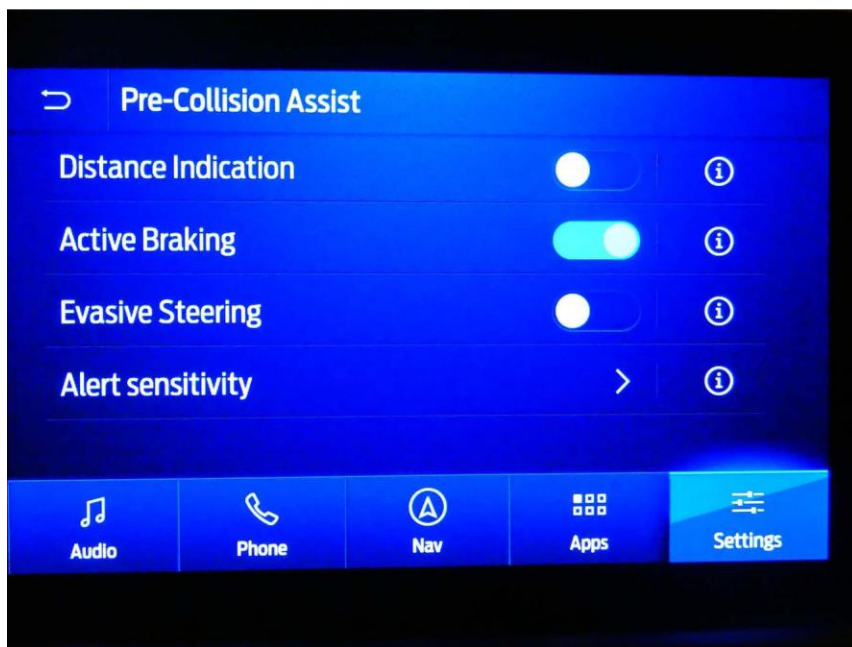 Pre-Collision Assist
Distance Indication
Active Braking
Evasive Steering
Alert sensitivity
Audio
Phone
Nav
Apps
Settings